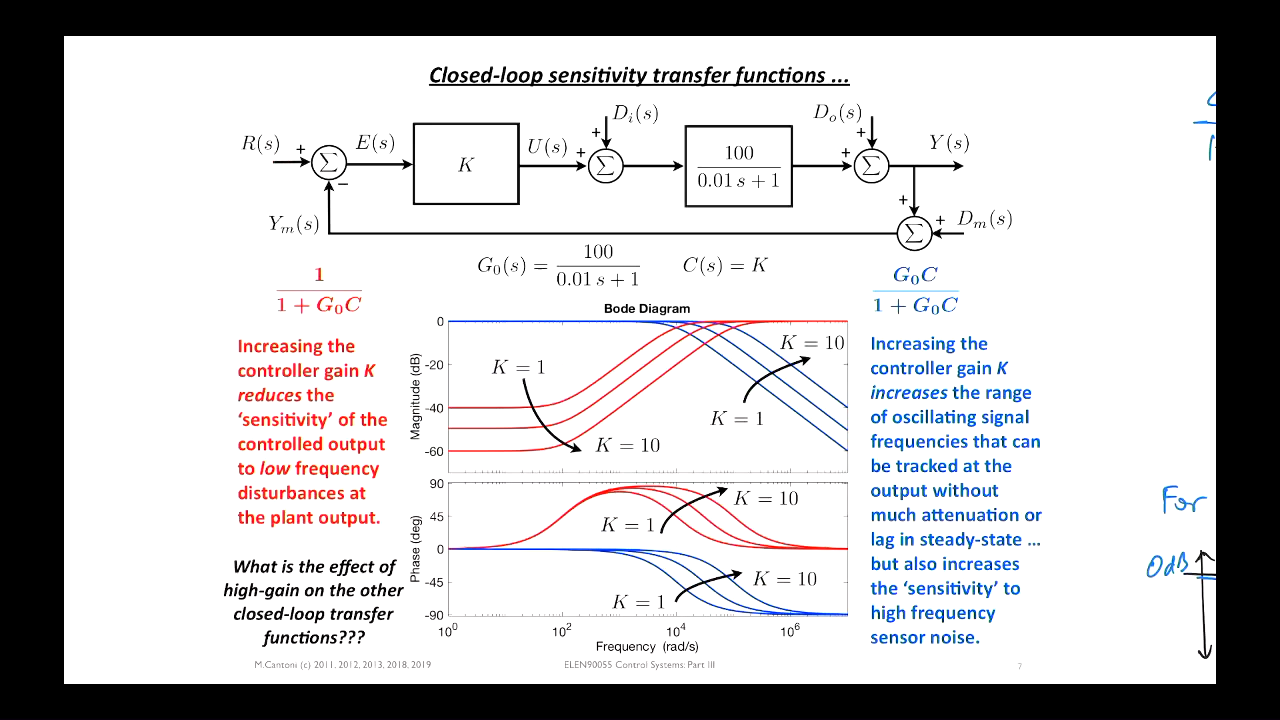 Closed-loop sensitivity transfer functions ...
R(s) + Σ − E(s) K U(s) + Σ + D_i(s) 100 / (0.01 s + 1) + Σ + D_o(s) Y(s)
Y_m(s) Σ + + D_m(s)
G_0(s) = 100 / (0.01 s + 1) C(s) = K
1 / (1 + G_0C)
Increasing the
controller gain K
reduces the
‘sensitivity’ of the
controlled output
to low frequency
disturbances at
the plant output.
What is the effect of
high-gain on the other
closed-loop transfer
functions???
Bode Diagram
Magnitude (dB)
0
-20
-40
-60
K = 1
K = 10
K = 10
K = 1
Phase (deg)
90
45
0
-45
-90
K = 10
K = 1
K = 10
K = 1
10^0 10^2 10^4 10^6
Frequency (rad/s)
G_0C / (1 + G_0C)
Increasing the
controller gain K
increases the range
of oscillating signal
frequencies that can
be tracked at the
output without
much attenuation or
lag in steady-state ...
but also increases
the ‘sensitivity’ to
high frequency
sensor noise.
For
0dB
M.Cantoni (c) 2011, 2012, 2013, 2018, 2019
ELEN90055 Control Systems: Part III
7